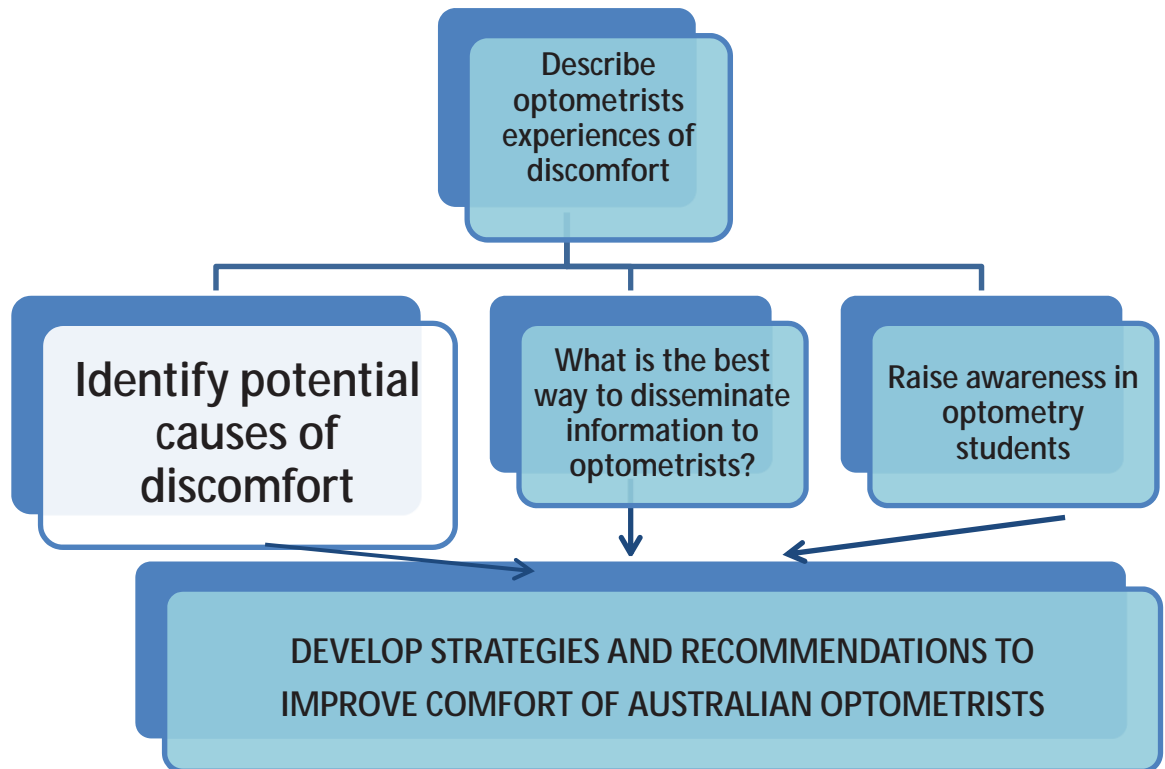 Describe
optometrists
experiences of
discomfort
Identify potential
causes of
discomfort
What is the best
way to disseminate
information to
optometrists?
Raise awareness in
optometry
students
DEVELOP STRATEGIES AND RECOMMENDATIONS TO
IMPROVE COMFORT OF AUSTRALIAN OPTOMETRISTS